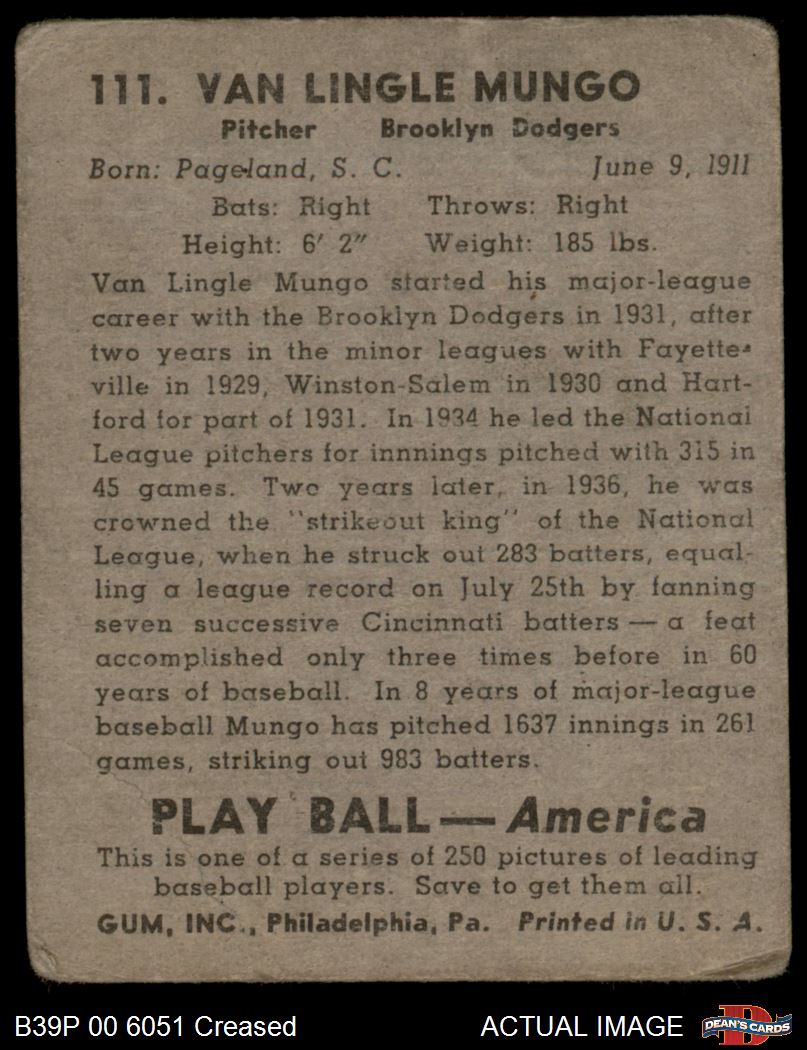 111. VAN LINGLE MUNGO
Pitcher Brooklyn Dodgers
Born: Pageland, S. C. June 9, 1911
Bats: Right Throws: Right
Height: 6' 2" Weight: 185 lbs.
Van Lingle Mungo started his major-league
career with the Brooklyn Dodgers in 1931, after
two years in the minor leagues with Fayette-
ville in 1929, Winston-Salem in 1930 and Hart-
ford for part of 1931. In 1934 he led the National
League pitchers for innnings pitched with 315 in
45 games. Two years later, in 1936, he was
crowned the "strikeout king" of the National
League, when he struck out 283 batters, equal-
ling a league record on July 25th by fanning
seven successive Cincinnati batters — a feat
accomplished only three times before in 60
years of baseball. In 8 years of major-league
baseball Mungo has pitched 1637 innings in 261
games, striking out 983 batters.
PLAY BALL — America
This is one of a series of 250 pictures of leading
baseball players. Save to get them all.
GUM, INC., Philadelphia, Pa. Printed in U. S. A.
B39P 00 6051 Creased ACTUAL IMAGE D DEAN'S CARDS